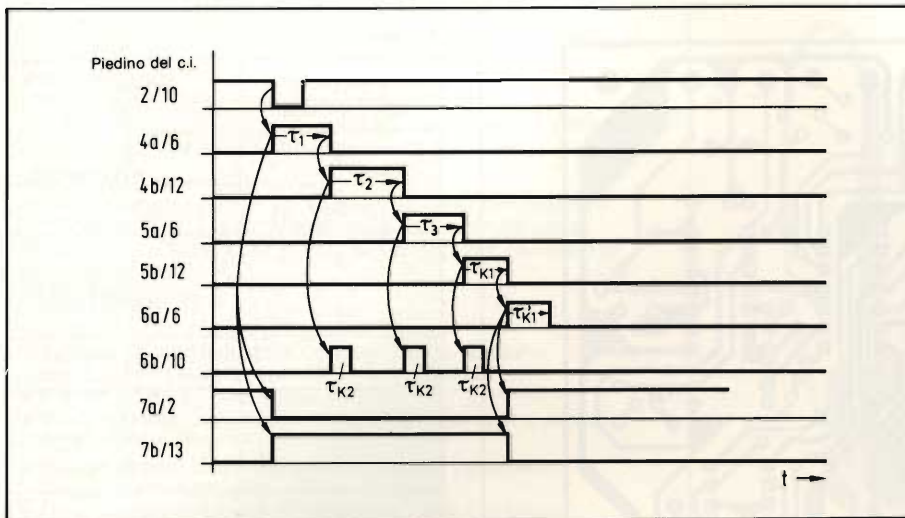 Piedino del c.i.
2/10
4a/6 τ1
4b/12 τ2
5a/6 τ3
5b/12 τK1
6a/6 τ'K1
6b/10
τK2 τK2 τK2
7a/2
7b/13
t